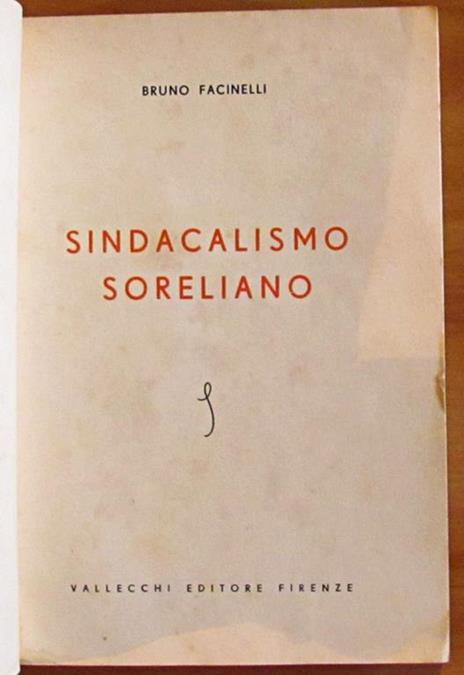 BRUNO FACINELLI
SINDACALISMO
SORELIANO
VALLECCHI EDITORE FIRENZE